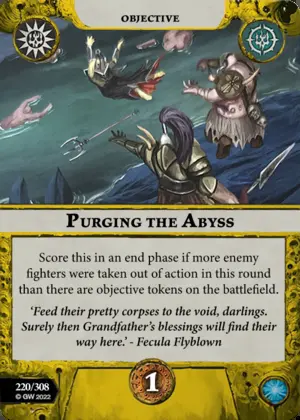 OBJECTIVE
PURGING THE ABYSS
Score this in an end phase if more enemy
fighters were taken out of action in this round
than there are objective tokens on the battlefield.
‘Feed their pretty corpses to the void, darlings.
Surely then Grandfather’s blessings will find their
way here.’ - Fecula Flyblown
220/308
© GW 2022
1